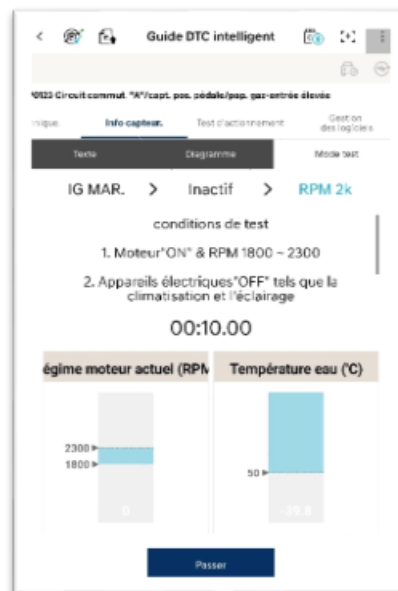 Guide DTC intelligent
P0123 Circuit commut. "A"/capt. pos. pédale/pap. gaz-entrée élevée
nique.
Info capteur.
Test d'actionnement
Gestion
des logiciels
Texte
Diagramme
Mode test
IG MAR. > Inactif > RPM 2k
conditions de test
1. Moteur"ON" & RPM 1800 ~ 2300
2. Appareils électriques"OFF" tels que la
climatisation et l'éclairage
00:10.00
égime moteur actuel (RPM
Température eau (°C)
2300
1800
0
50
-39.8
Passer